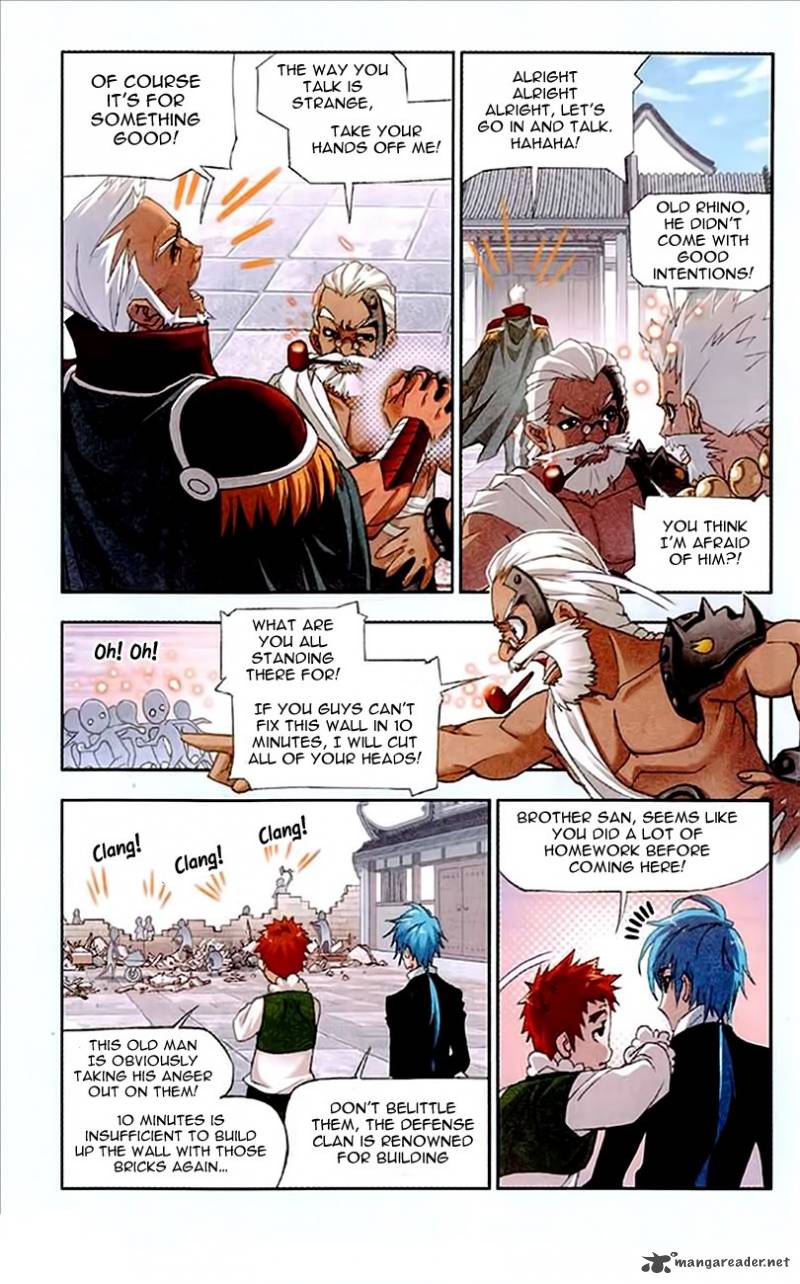 OF COURSE
IT'S FOR
SOMETHING
GOOD!
THE WAY YOU
TALK IS
STRANGE,
TAKE YOUR
HANDS OFF ME!
ALRIGHT
ALRIGHT
ALRIGHT, LET'S
GO IN AND TALK.
HAHAHA!
OLD RHINO,
HE DIDN'T
COME WITH
GOOD
INTENTIONS!
YOU THINK
I'M AFRAID
OF HIM?!
Oh! Oh!
WHAT ARE
YOU ALL
STANDING
THERE FOR!
IF YOU GUYS CAN'T
FIX THIS WALL IN 10
MINUTES, I WILL CUT
ALL OF YOUR HEADS!
Clang!
Clang!
Clang!
THIS OLD MAN
IS OBVIOUSLY
TAKING HIS ANGER
OUT ON THEM!
10 MINUTES IS
INSUFFICIENT TO BUILD
UP THE WALL WITH THOSE
BRICKS AGAIN...
DON'T BELITTLE
THEM, THE DEFENSE
CLAN IS RENOWNED
FOR BUILDING
BROTHER SAN, SEEMS LIKE
YOU DID A LOT OF
HOMEWORK BEFORE
COMING HERE!
mangareader.net